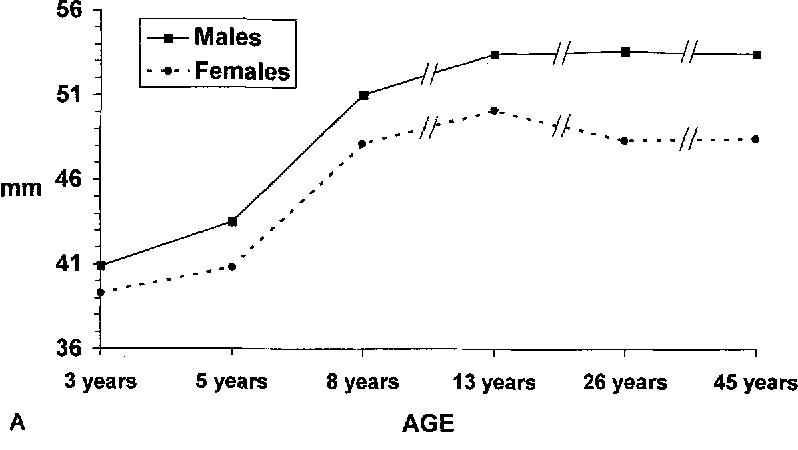 56
Males
Females
51
46
mm
41
36
3 years 5 years 8 years 13 years 26 years 45 years
A AGE